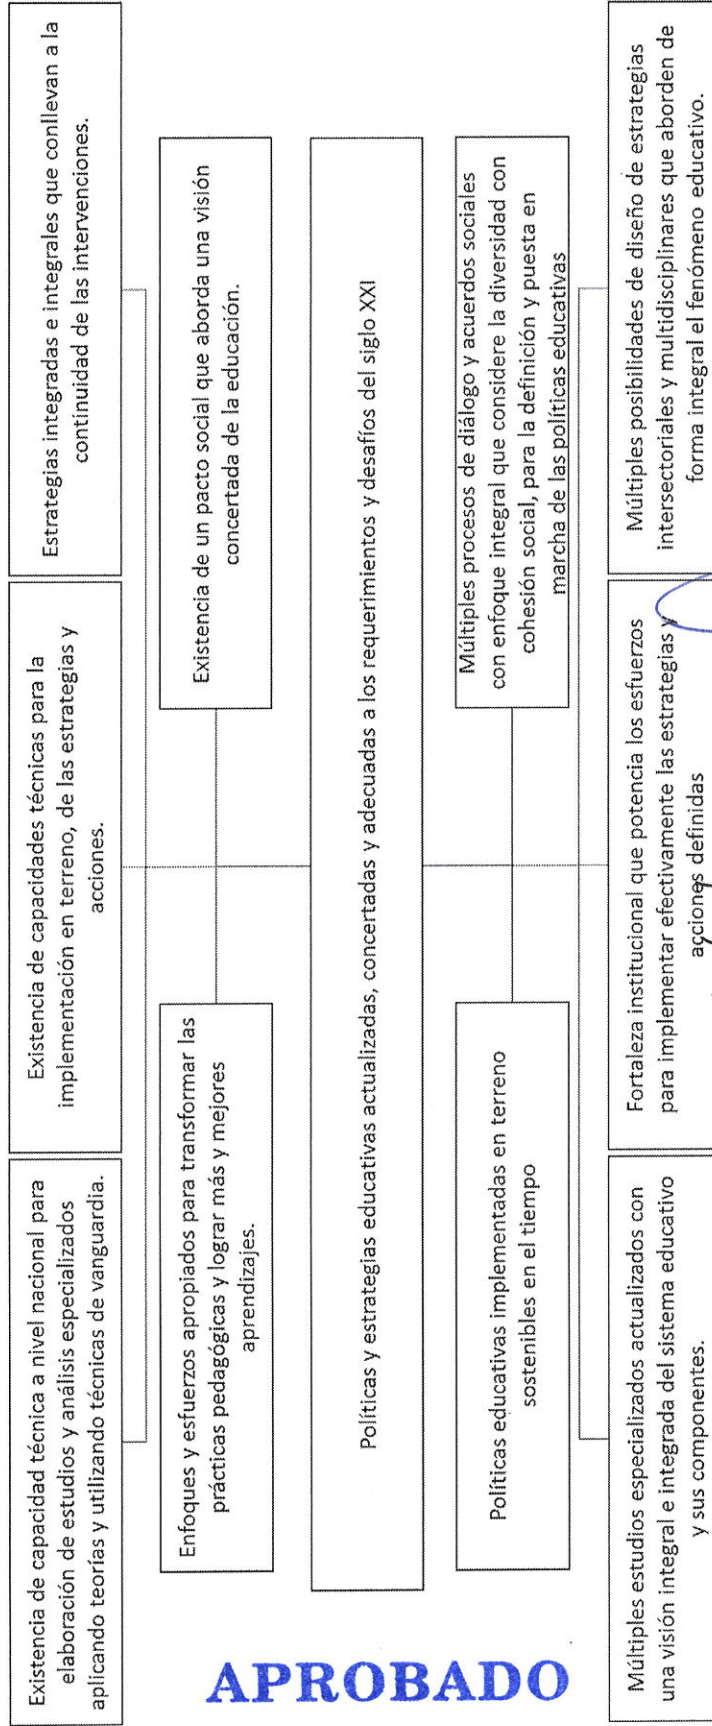 Existencia de capacidad técnica a nivel nacional para
elaboración de estudios y análisis especializados
aplicando teorías y utilizando técnicas de vanguardia.
Existencia de capacidades técnicas para la
implementación en terreno, de las estrategias y
acciones.
Estrategias integradas e integrales que conllevan a la
continuidad de las intervenciones.
Enfoques y esfuerzos apropiados para transformar las
prácticas pedagógicas y lograr más y mejores
aprendizajes.
Existencia de un pacto social que aborda una visión
concertada de la educación.
Políticas y estrategias educativas actualizadas, concertadas y adecuadas a los requerimientos y desafíos del siglo XXI
Políticas educativas implementadas en terreno
sostenibles en el tiempo
Múltiples procesos de diálogo y acuerdos sociales
con enfoque integral que considere la diversidad con
cohesión social, para la definición y puesta en
marcha de las políticas educativas
Múltiples estudios especializados actualizados con
una visión integral e integrada del sistema educativo
y sus componentes.
Fortaleza institucional que potencia los esfuerzos
para implementar efectivamente las estrategias y
acciones definidas
Múltiples posibilidades de diseño de estrategias
intersectoriales y multidisciplinares que aborden de
forma integral el fenómeno educativo.
APROBADO